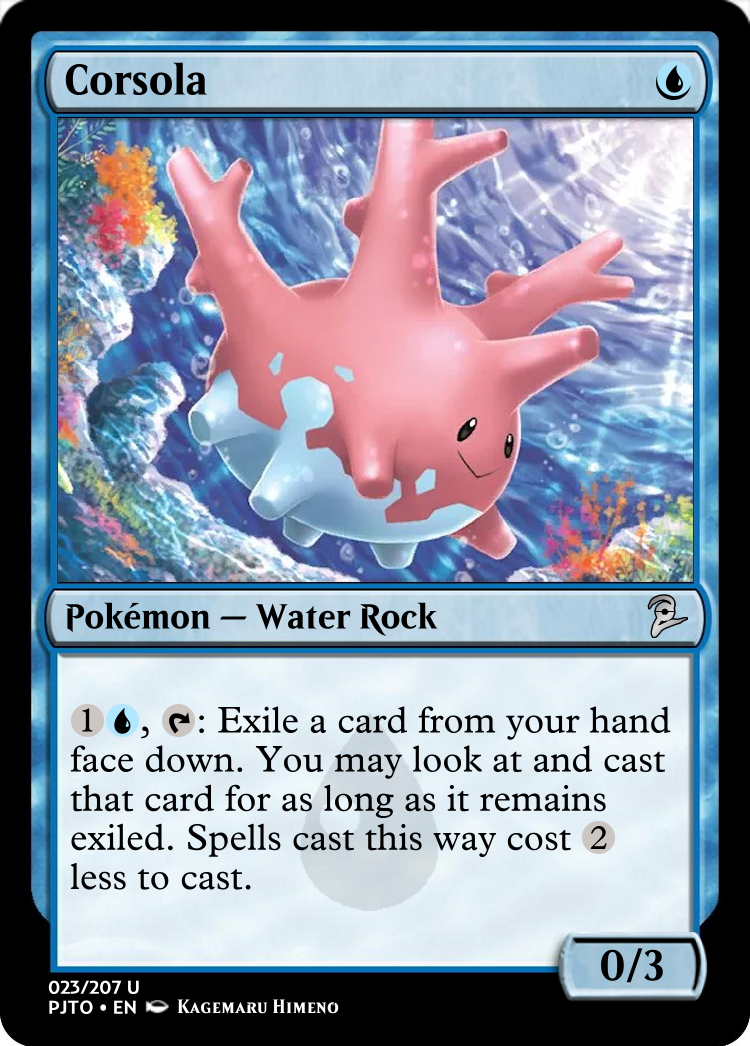 Corsola
Pokémon — Water Rock
1, : Exile a card from your hand
face down. You may look at and cast
that card for as long as it remains
exiled. Spells cast this way cost 2
less to cast.
0/3
023/207 U
PJTO • EN KAGEMARU HIMENO